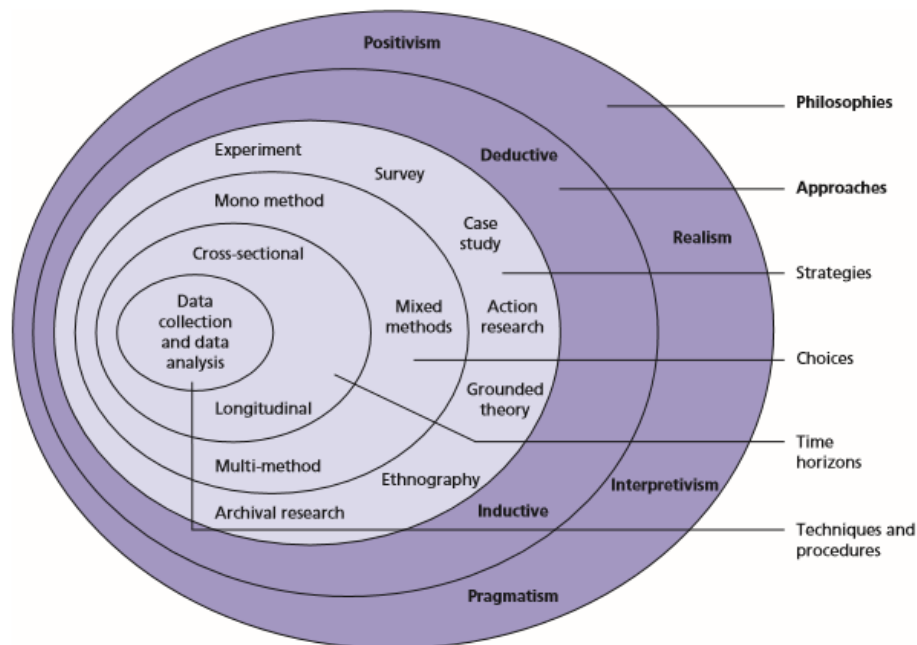 Positivism
Philosophies
Experiment
Deductive
Survey
Approaches
Mono method
Case
study
Realism
Cross-sectional
Strategies
Data
collection
and data
analysis
Mixed
methods
Action
research
Choices
Grounded
theory
Longitudinal
Time
horizons
Multi-method
Ethnography
Interpretivism
Archival research
Inductive
Techniques and
procedures
Pragmatism